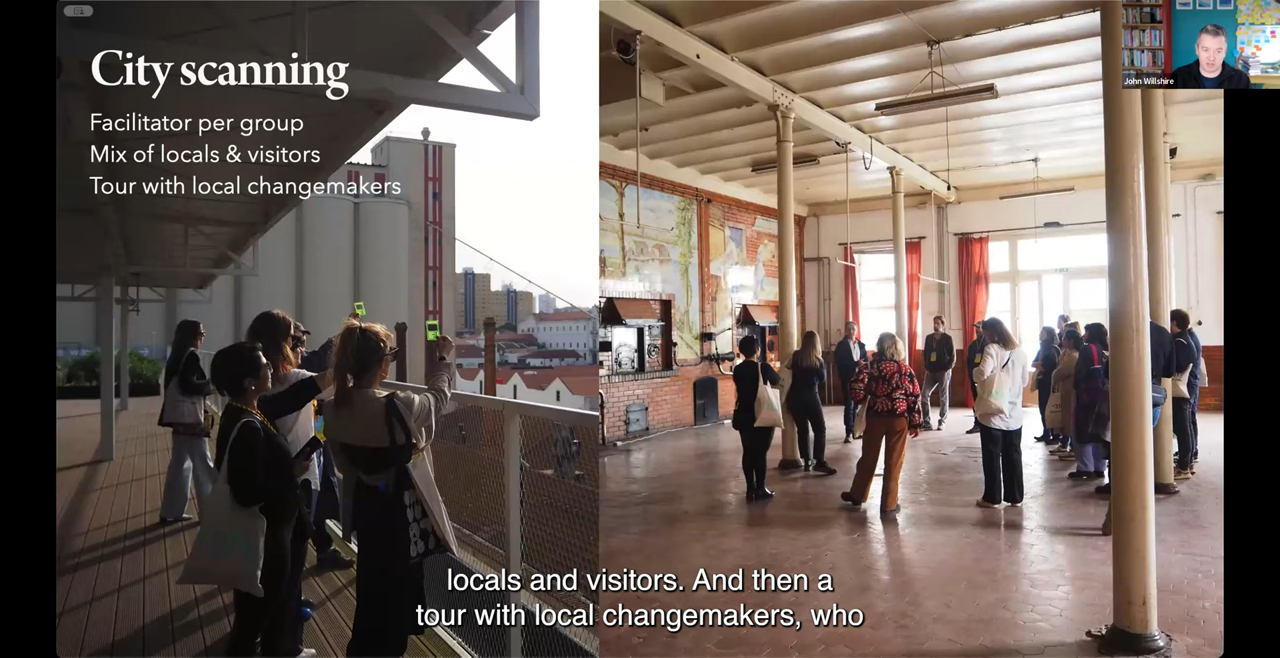 City scanning
Facilitator per group
Mix of locals & visitors
Tour with local changemakers
John Willshire
locals and visitors. And then a
tour with local changemakers, who